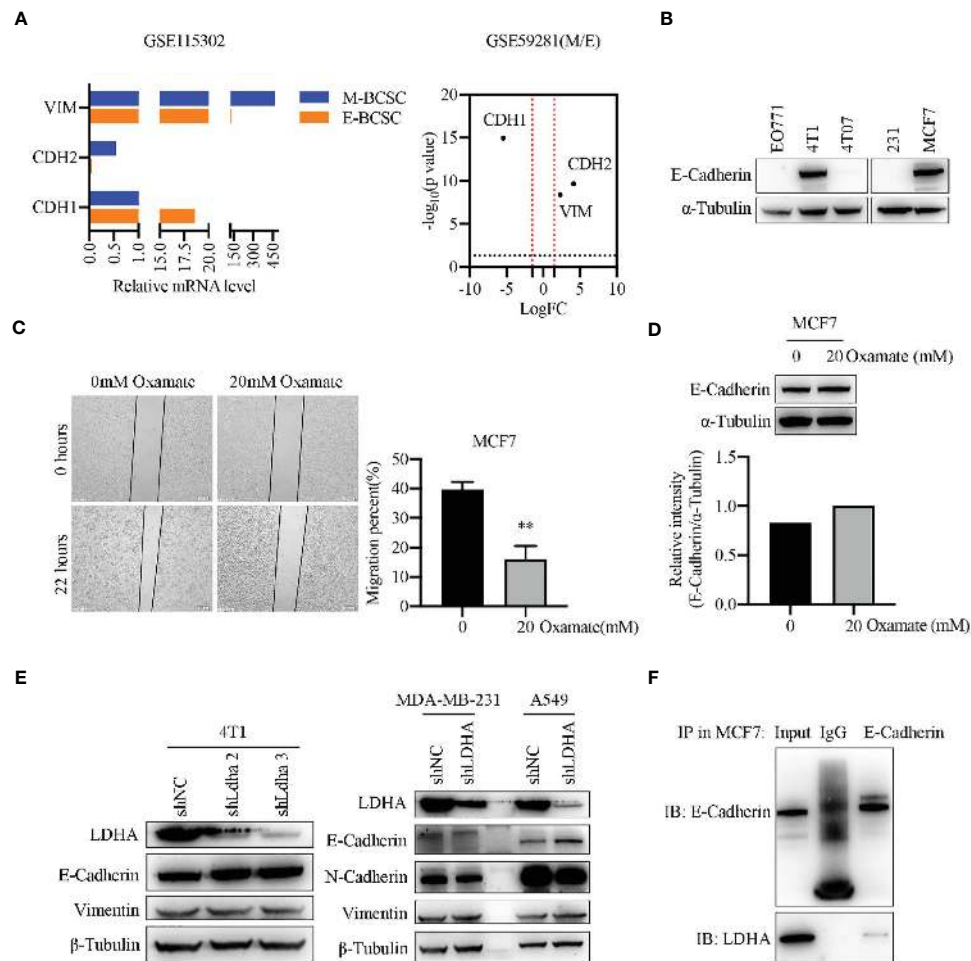 A
GSE115302
VIM
CDH2
CDH1
M-BCSC
E-BCSC
0.0 0.5 1.0 15.0 17.5 20.0 150 300 450
Relative mRNA level
GSE59281(M/E)
-log10(p value)
20
15
10
5
0
CDH1
CDH2
VIM
-10 -5 0 5 10
LogFC
B
EO771 4T1 4T07 231 MCF7
E-Cadherin
α-Tubulin
C
0mM Oxamate 20mM Oxamate
0 hours
22 hours
MCF7
Migration percent(%)
50
40
30
20
10
0
**
0 20 Oxamate(mM)
D
MCF7
0 20 Oxamate (mM)
E-Cadherin
α-Tubulin
Relative intensity
(E-Cadherin/α-Tubulin)
1.5
1.0
0.5
0.0
0 20 Oxamate (mM)
E
4T1
shNC shLdha 2 shLdha 3
LDHA
E-Cadherin
Vimentin
β-Tubulin
MDA-MB-231 A549
shNC shLDHA shNC shLDHA
LDHA
E-Cadherin
N-Cadherin
Vimentin
β-Tubulin
F
IP in MCF7: Input IgG E-Cadherin
IB: E-Cadherin
IB: LDHA